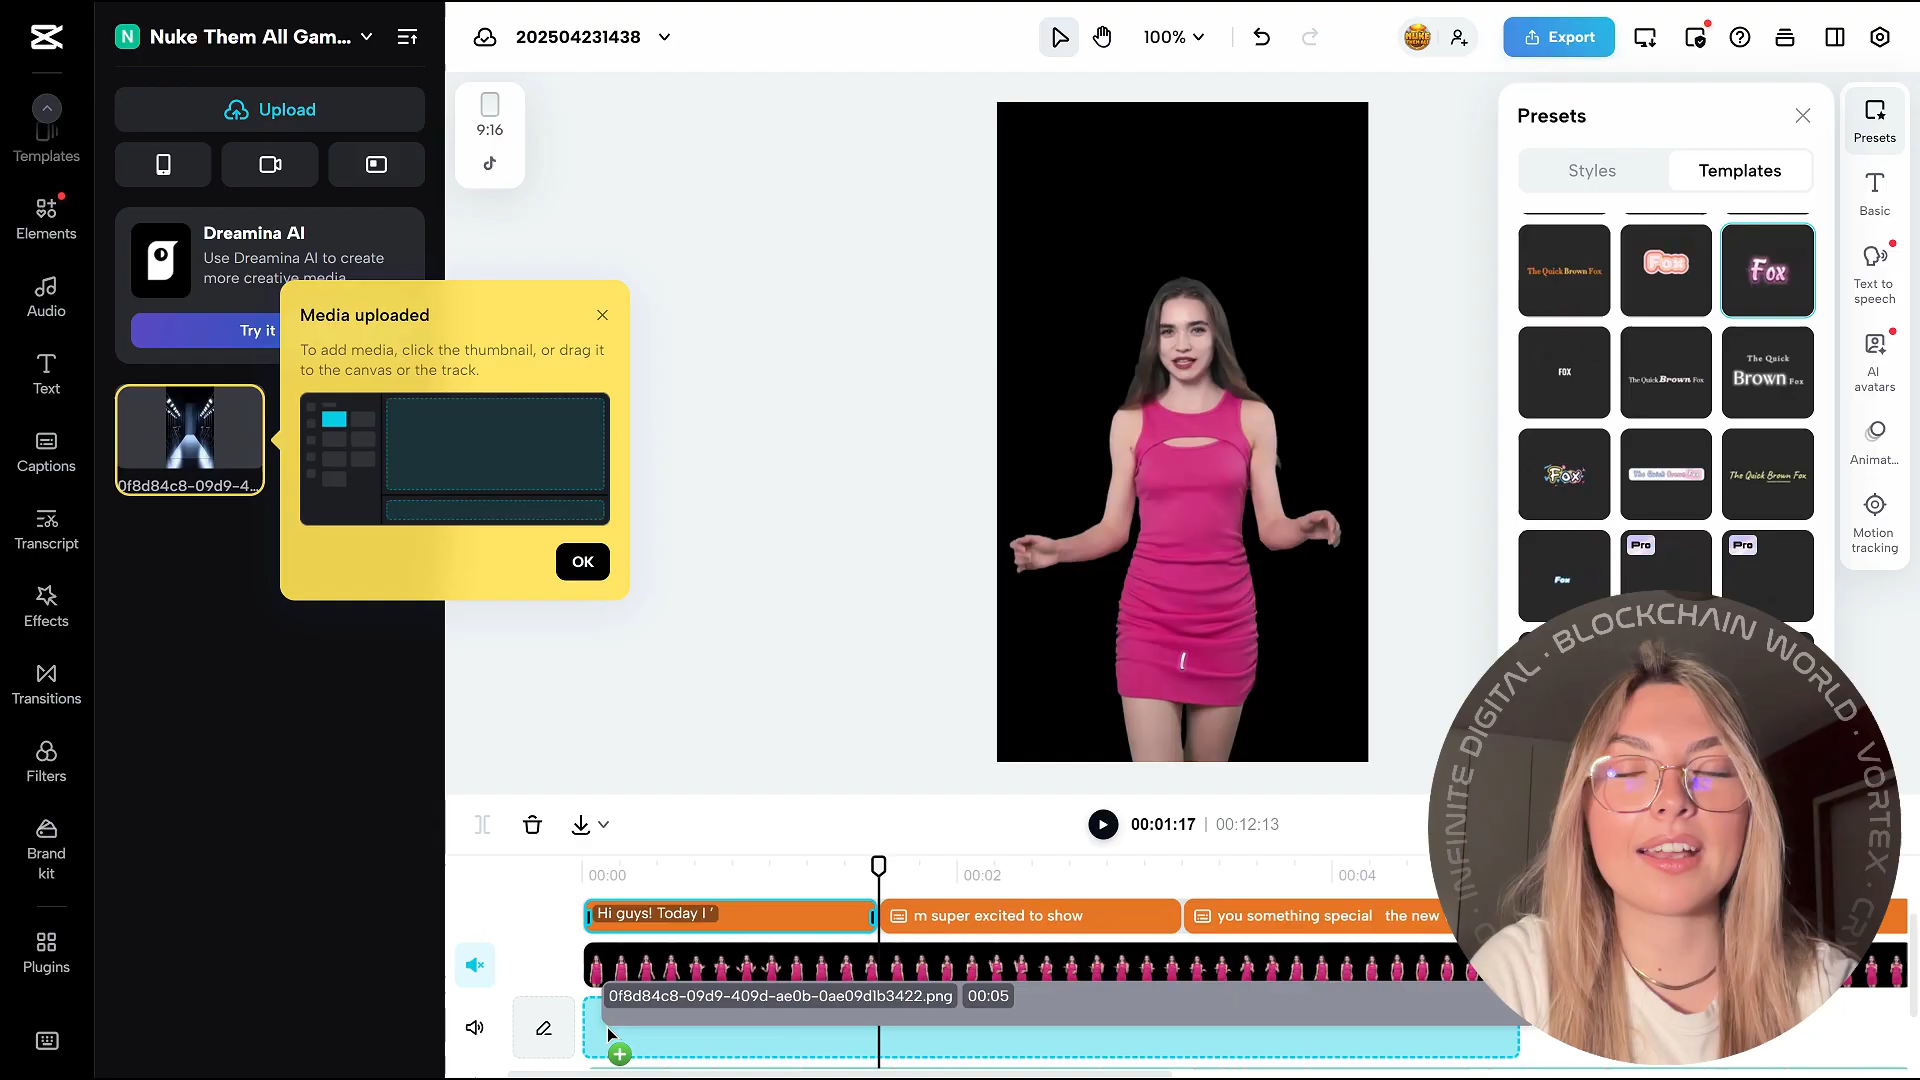 N Nuke Them All Gam...
202504231438
100%
Export
Upload
Templates
Elements
Audio
Text
Captions
Transcript
Effects
Transitions
Filters
Brand
kit
Plugins
Dreamina AI
Use Dreamina AI to create
more creative media
Try it
0f8d84c8-09d9-4...
Media uploaded
To add media, click the thumbnail, or drag it
to the canvas or the track.
OK
9:16
I
Presets
Styles
Templates
The Quick Brown Fox
Fox
Fox
FOX
The Quick Brown Fox
The Quick
Brown Fox
Fox
The Quick Brown Fox
The Quick Brown Fox
Fox
Pro
Pro
Presets
Basic
Text to
speech
AI
avatars
Animat...
Motion
tracking
00:01:17 | 00:12:13
00:00
00:02
00:04
Hi guys! Today I '
m super excited to show
you something special the new
0f8d84c8-09d9-409d-ae0b-0ae09d1b3422.png 00:05
INFINITE DIGITAL . BLOCKCHAIN WORLD . VORTEX